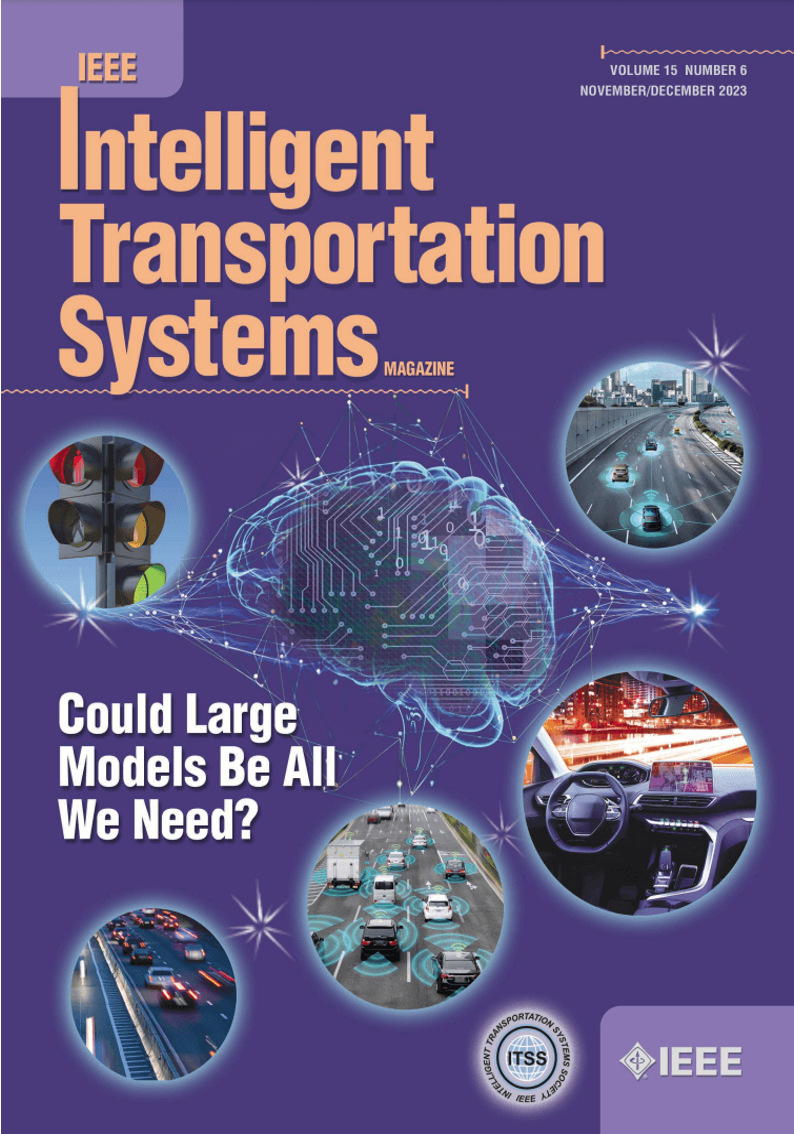 IEEE
VOLUME 15 NUMBER 6
NOVEMBER/DECEMBER 2023
Intelligent
Transportation
Systems
MAGAZINE
Could Large
Models Be All
We Need?
INTELLIGENT TRANSPORTATION SYSTEMS SOCIETY
ITSS
IEEE
IEEE